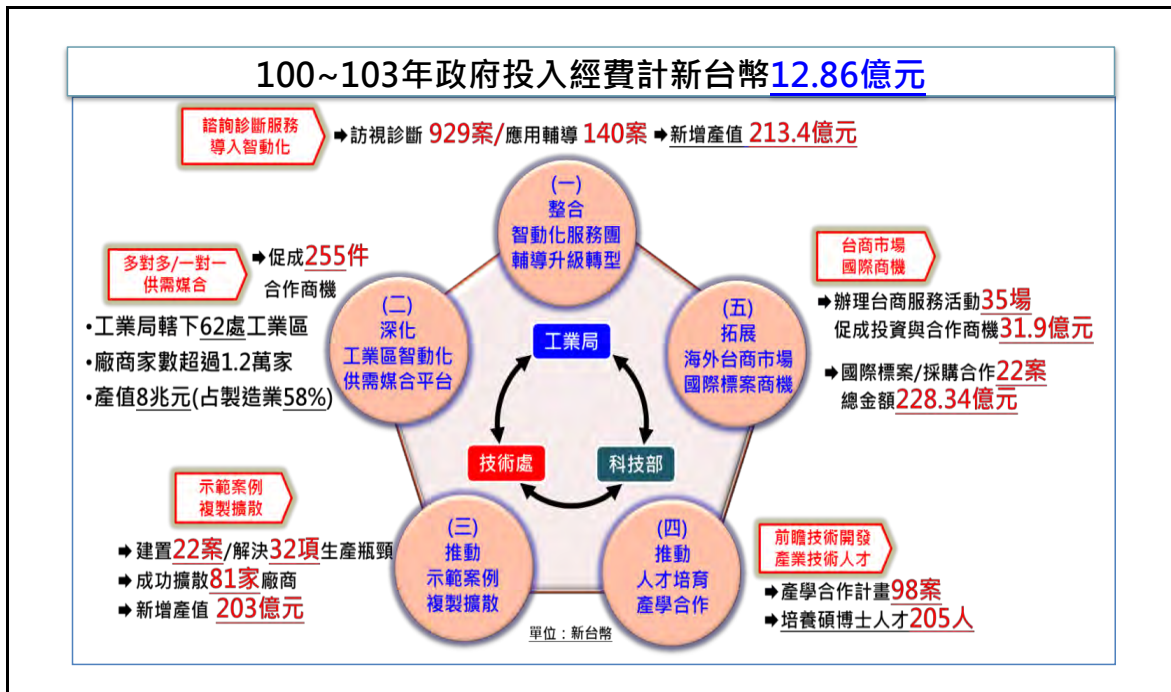 100~103年政府投入經費計新台幣12.86億元
諮詢診斷服務
導入智動化
➡訪視診斷 929案/應用輔導 140案 ➡新增產值 213.4億元
(一)
整合
智動化服務團
輔導升級轉型
多對多/一對一
供需媒合
➡促成255件
合作商機
•工業局轄下62處工業區
•廠商家數超過1.2萬家
•產值8兆元(占製造業58%)
(二)
深化
工業區智動化
供需媒合平台
工業局
技術處
科技部
(五)
拓展
海外台商市場
國際標案商機
台商市場
國際商機
➡辦理台商服務活動35場
促成投資與合作商機31.9億元
➡國際標案/採購合作22案
總金額228.34億元
示範案例
複製擴散
➡建置22案/解決32項生產瓶頸
➡成功擴散81家廠商
➡新增產值 203億元
(三)
推動
示範案例
複製擴散
(四)
推動
人才培育
產學合作
前瞻技術開發
產業技術人才
➡產學合作計畫98案
➡培養碩博士人才205人
單位：新台幣